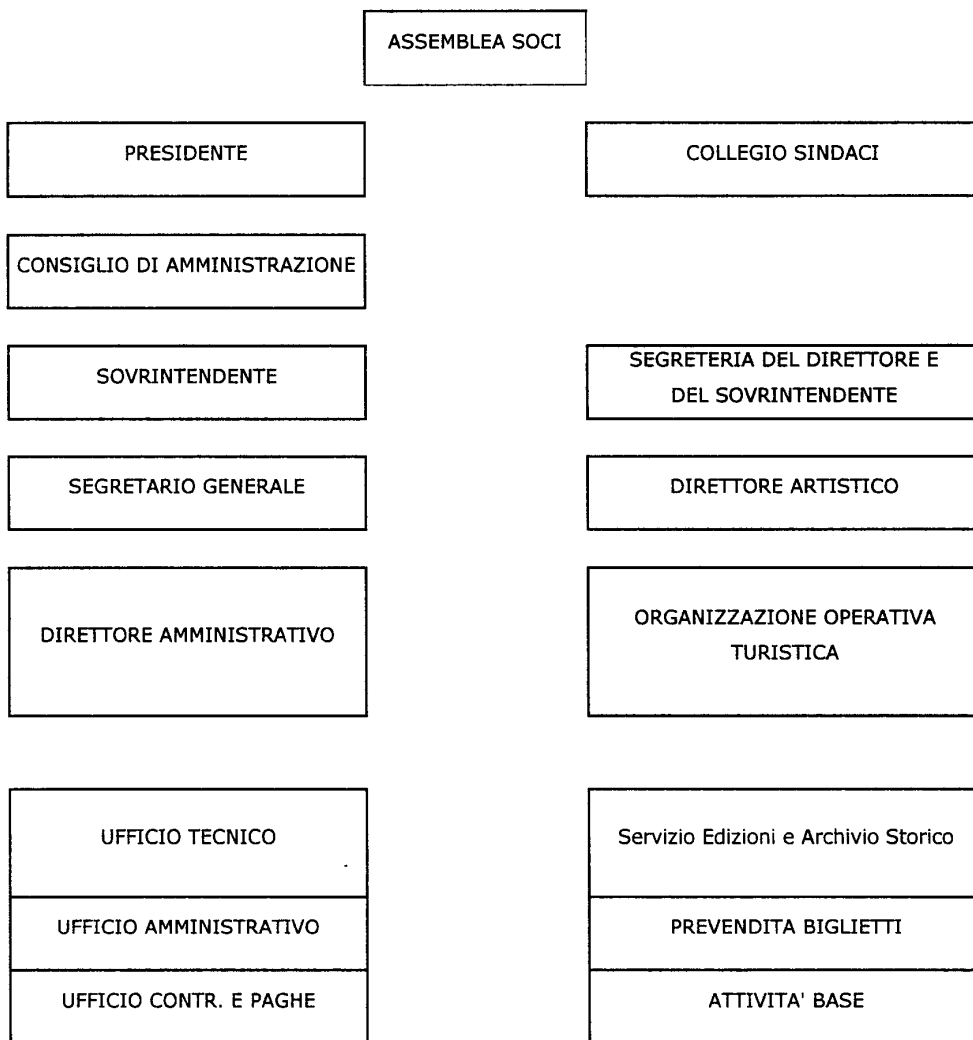 ASSEMBLEA SOCI
PRESIDENTE
COLLEGIO SINDACI
CONSIGLIO DI AMMINISTRAZIONE
SOVRINTENDENTE
SEGRETERIA DEL DIRETTORE E
DEL SOVRINTENDENTE
SEGRETARIO GENERALE
DIRETTORE ARTISTICO
DIRETTORE AMMINISTRATIVO
ORGANIZZAZIONE OPERATIVA
TURISTICA
UFFICIO TECNICO
Servizio Edizioni e Archivio Storico
UFFICIO AMMINISTRATIVO
PREVENDITA BIGLIETTI
UFFICIO CONTR. E PAGHE
ATTIVITA' BASE